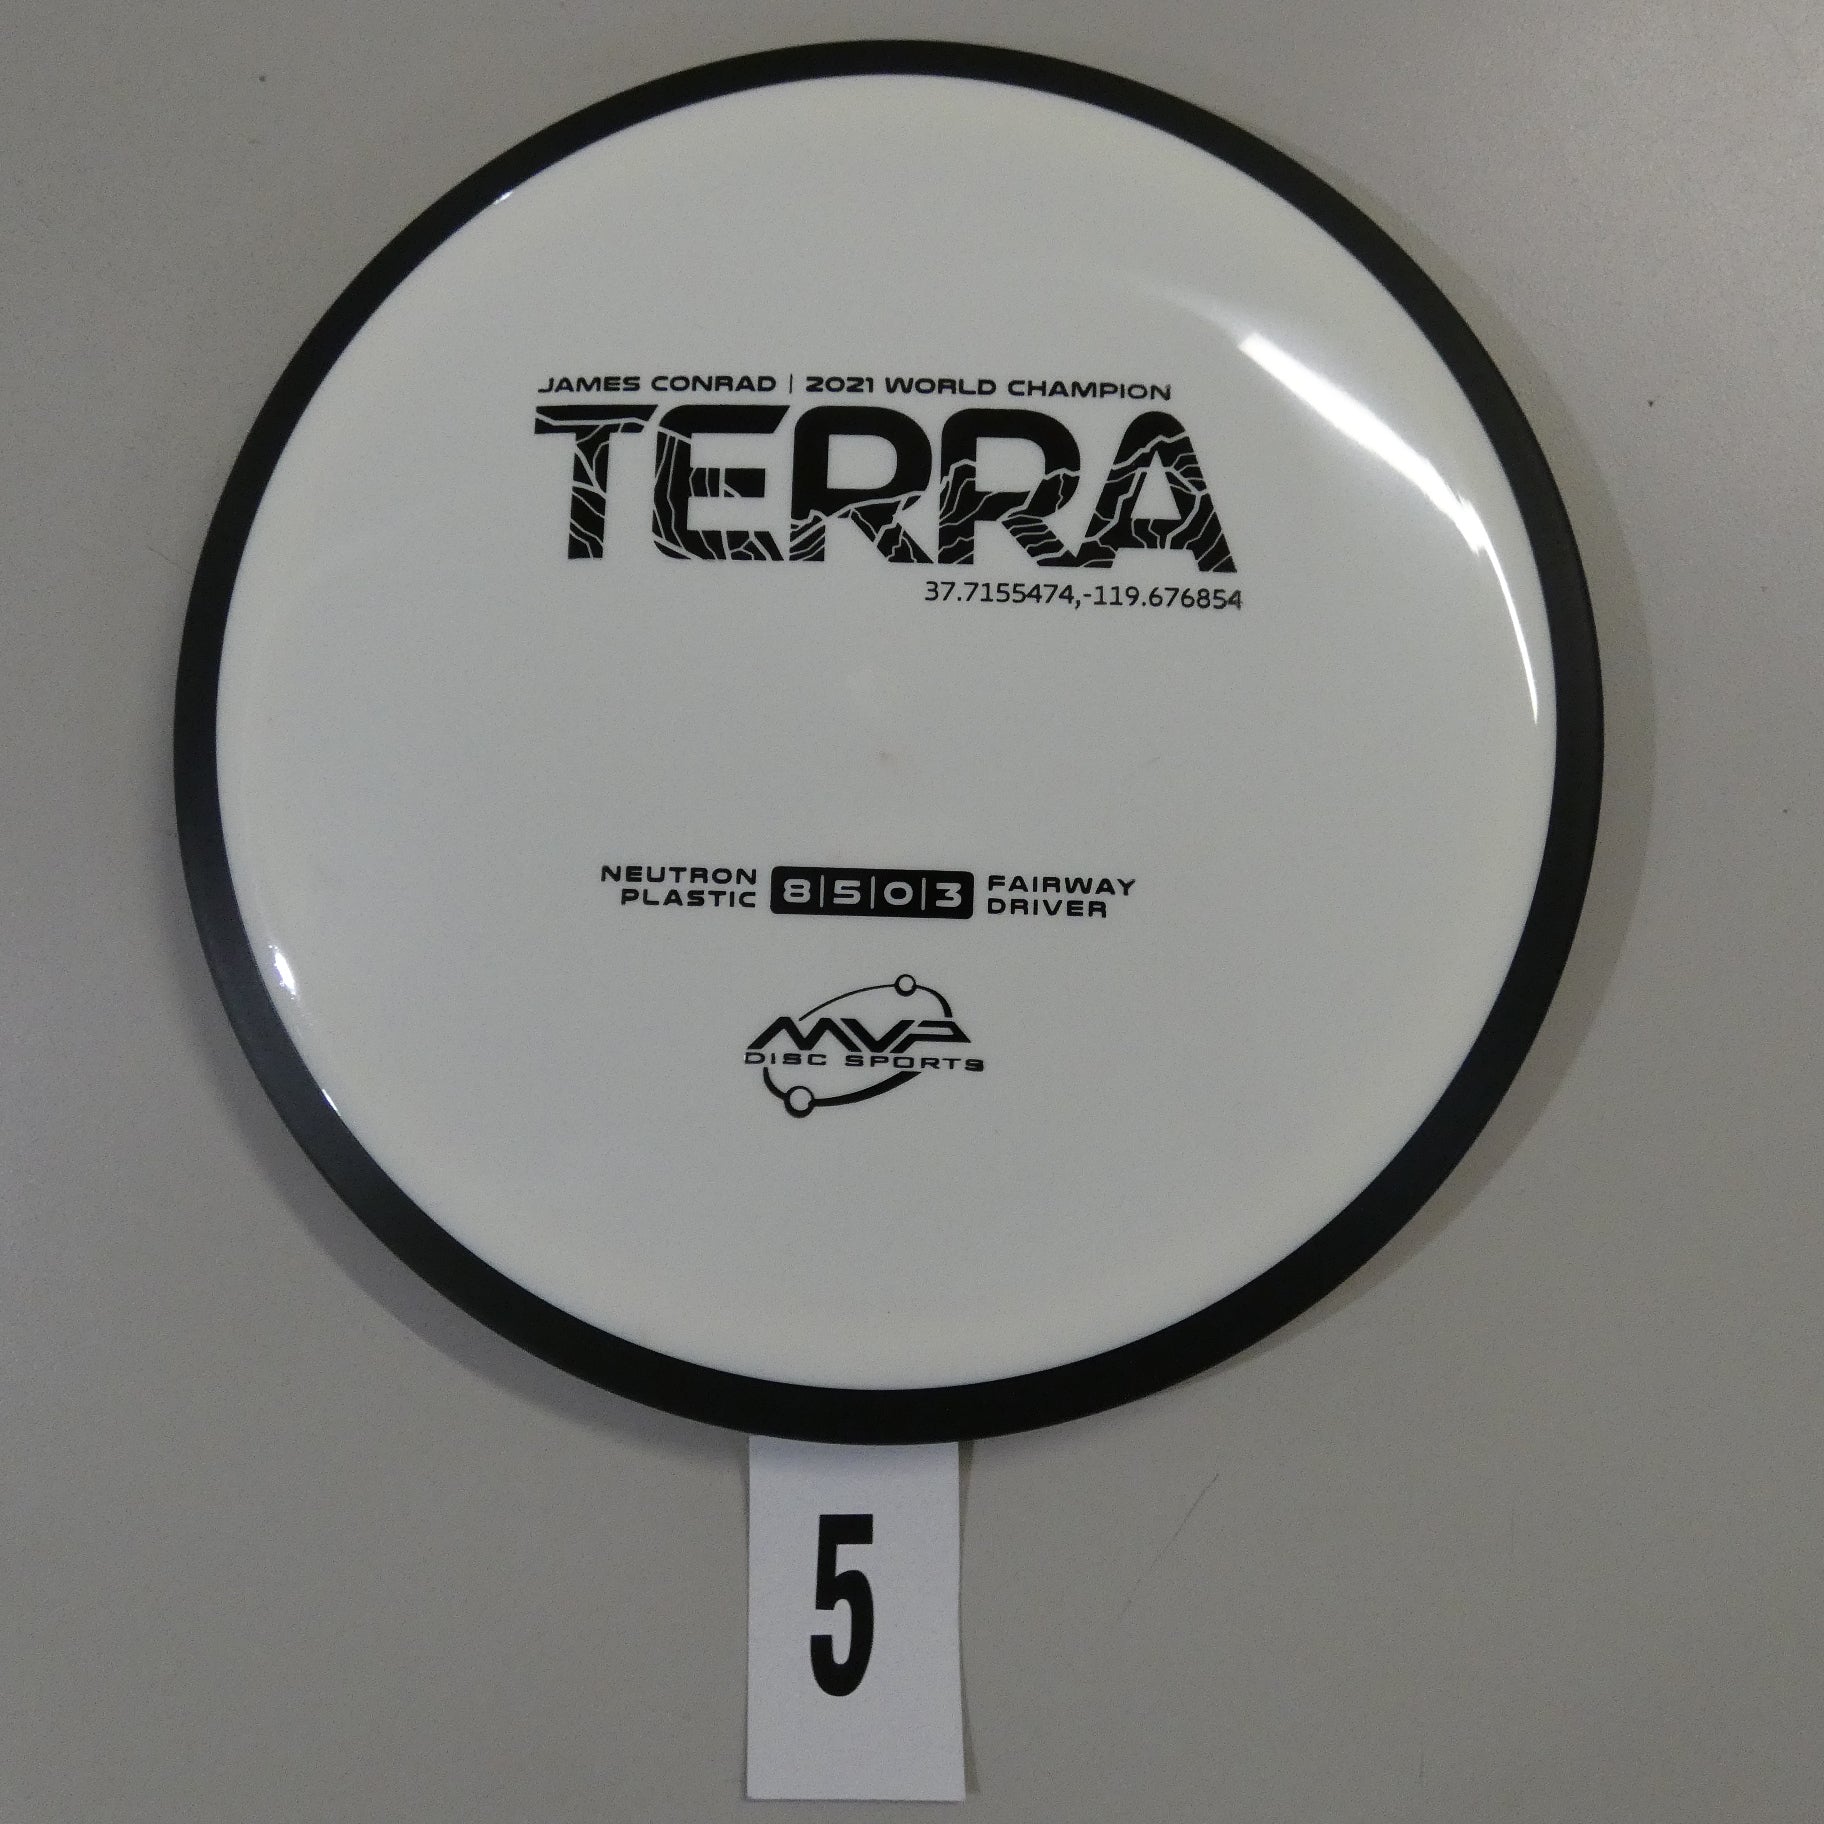 JAMES CONRAD | 2021 WORLD CHAMPION
TERRA
37.7155474,-119.676854
NEUTRON PLASTIC
8|5|0|3
FAIRWAY DRIVER
MVP
DISC SPORTS
5